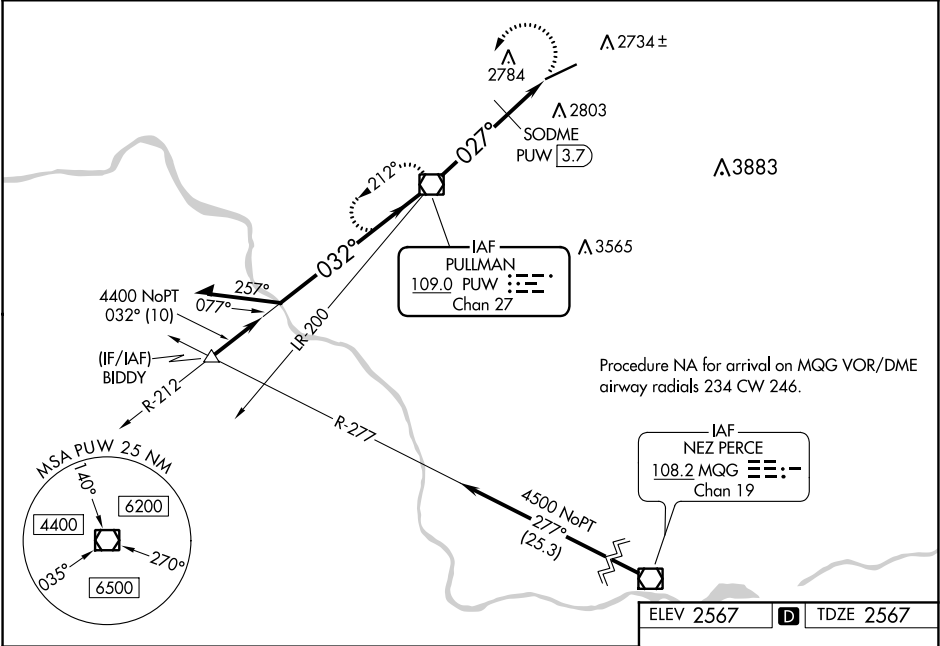 2734±
2784
2803
SODME
PUW 3.7
027°
3883
212°
IAF
PULLMAN
109.0 PUW
Chan 27
3565
032°
257°
077°
4400 NoPT
032° (10)
LR-200
(IF/IAF)
BIDDY
R-212
R-277
Procedure NA for arrival on MQG VOR/DME
airway radials 234 CW 246.
IAF
NEZ PERCE
108.2 MQG
Chan 19
4500 NoPT
277°
(25.3)
MSA PUW 25 NM
140°
6200
4400
270°
035°
6500
ELEV 2567 D TDZE 2567